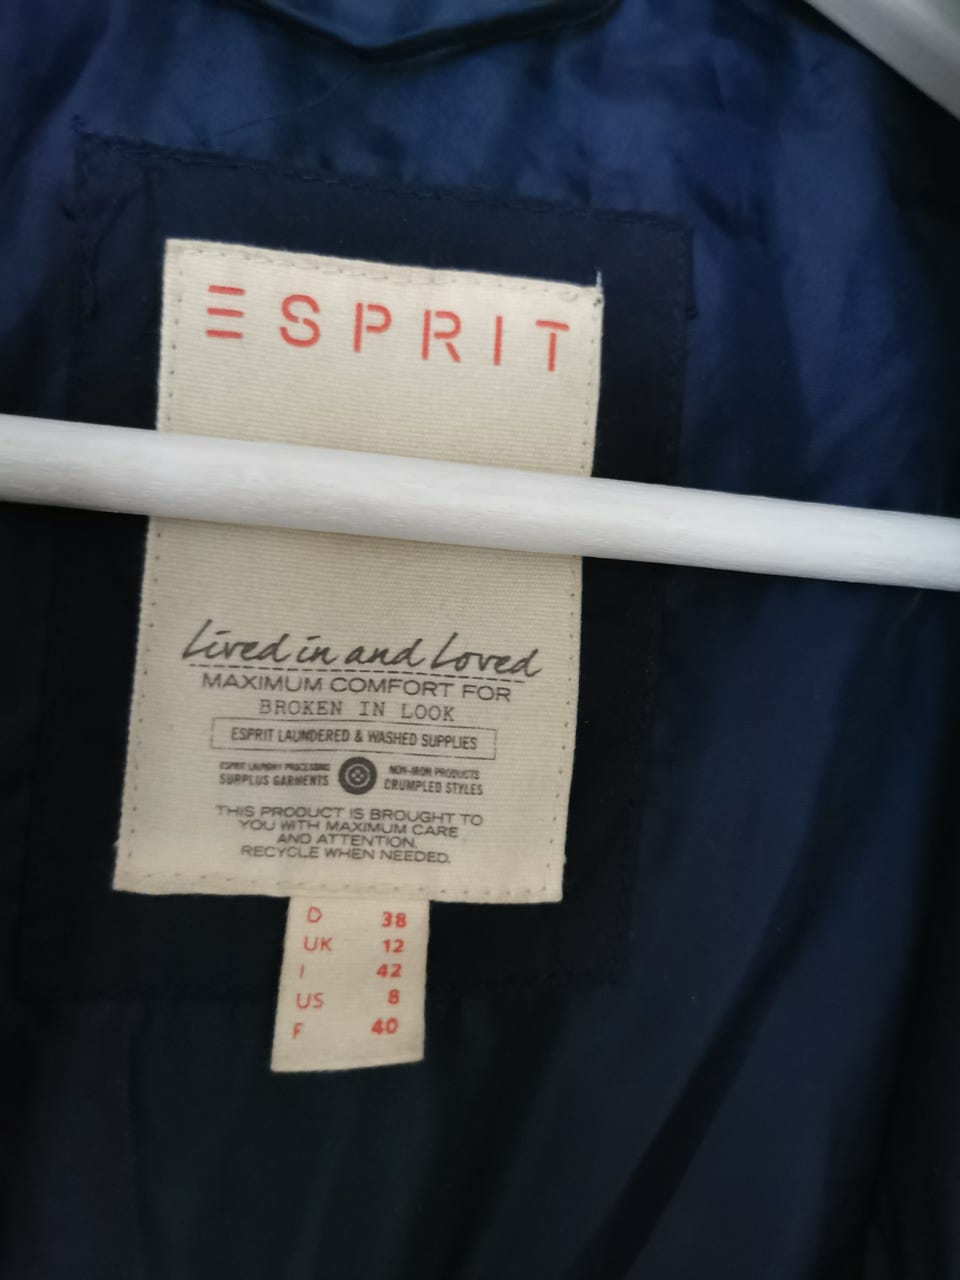 ESPRIT
Lived in and Loved
MAXIMUM COMFORT FOR
BROKEN IN LOOK
ESPRIT LAUNDERED & WASHED SUPPLIES
ESPRIT LAUNDRY PROCESSING
SURPLUS GARMENTS
NON-IRON PRODUCTS
CRUMPLED STYLES
THIS PRODUCT IS BROUGHT TO
YOU WITH MAXIMUM CARE
AND ATTENTION.
RECYCLE WHEN NEEDED.
D 38
UK 12
I 42
US 8
F 40